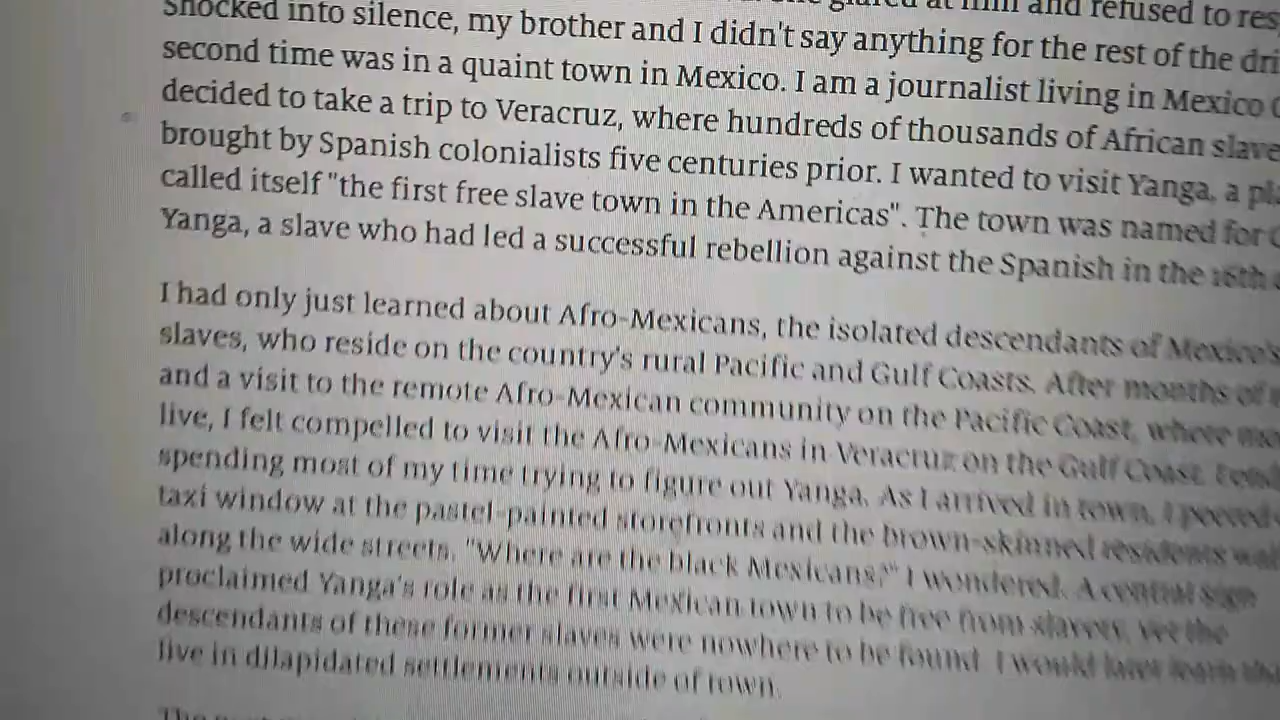 Shocked into silence, my brother and I didn't say anything for the rest of the
second time was in a quaint town in Mexico. I am a journalist living in Mexico
decided to take a trip to Veracruz, where hundreds of thousands of African
brought by Spanish colonialists five centuries prior. I wanted to visit Yanga, a
called itself "the first free slave town in the Americas". The town was named for
Yanga, a slave who had led a successful rebellion against the Spanish in the 16th
I had only just learned about Afro-Mexicans, the isolated descendants of Mexico's
slaves, who reside on the country's rural Pacific and Gulf Coasts. After months of
and a visit to the remote Afro-Mexican community on the Pacific Coast, where
live, I felt compelled to visit the Afro-Mexicans in Veracruz on the Gulf Coast.
spending most of my time trying to figure out Yanga. As I arrived in town, I peered
taxi window at the pastel-painted storefronts and the brown-skinned residents
along the wide streets. "Where are the black Mexicans?" I wondered. A central sign
proclaimed Yanga's role as the first Mexican town to be free from slavery, yet the
descendants of these former slaves were nowhere to be found. I would later learn
live in dilapidated settlements outside of town.